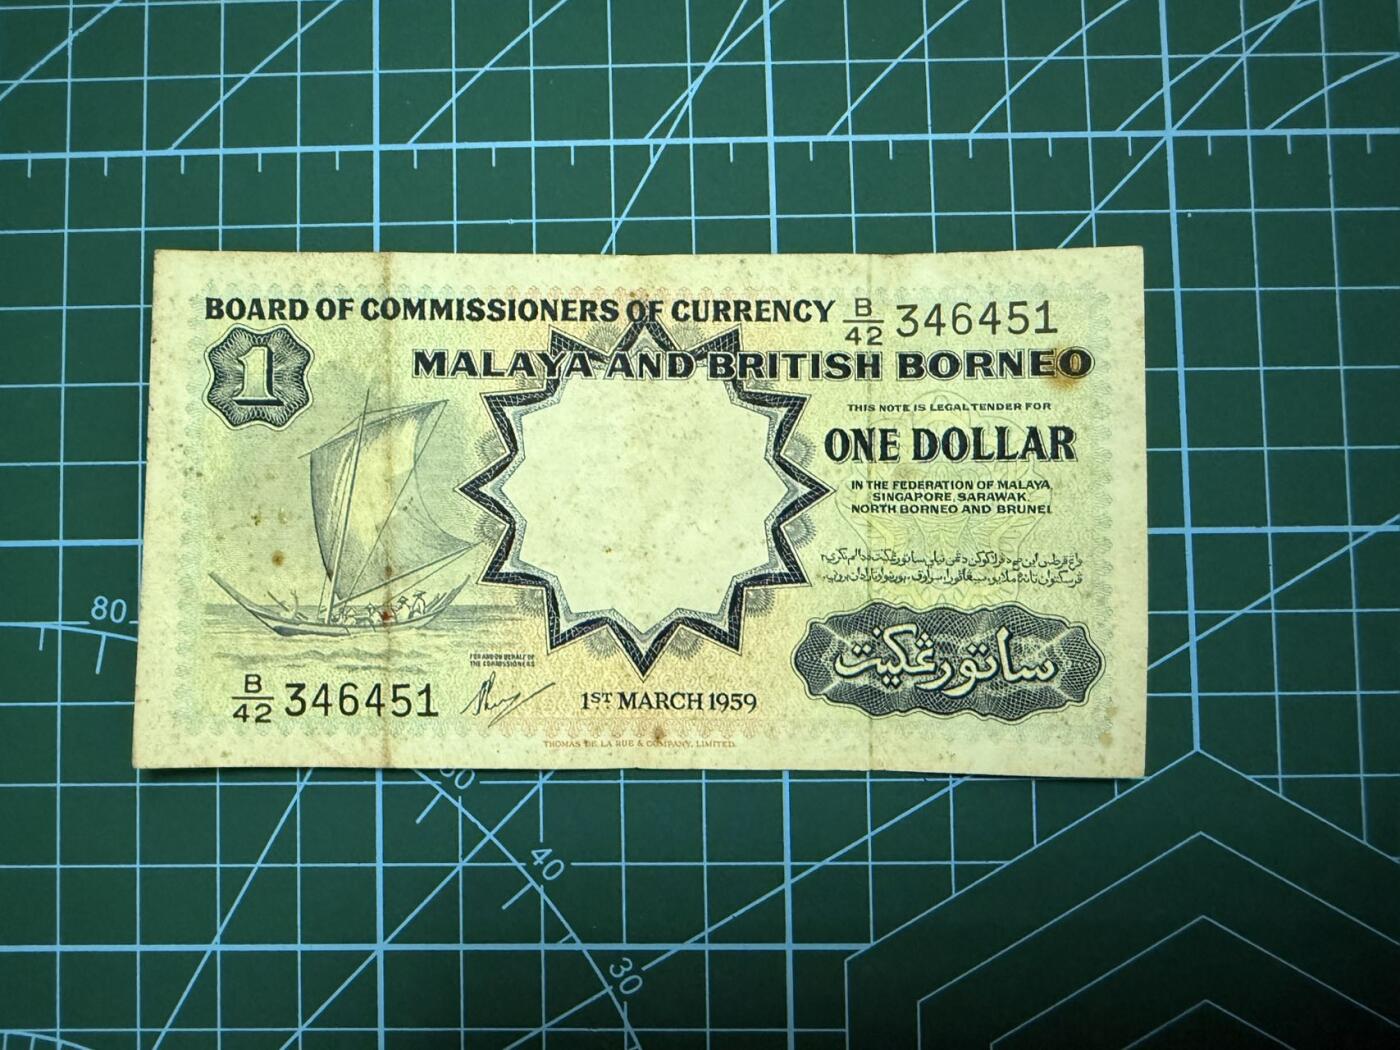 BOARD OF COMMISSIONERS OF CURRENCY
B/42 346451
MALAYA AND BRITISH BORNEO
1
THIS NOTE IS LEGAL TENDER FOR
ONE DOLLAR
IN THE FEDERATION OF MALAYA,
SINGAPORE, SARAWAK,
NORTH BORNEO AND BRUNEI.
ساتو رڠݢيت
FOR AND ON BEHALF OF
THE COMMISSIONERS
B/42 346451
1ST MARCH 1959
THOMAS DE LA RUE & COMPANY, LIMITED.
80
50
40
30